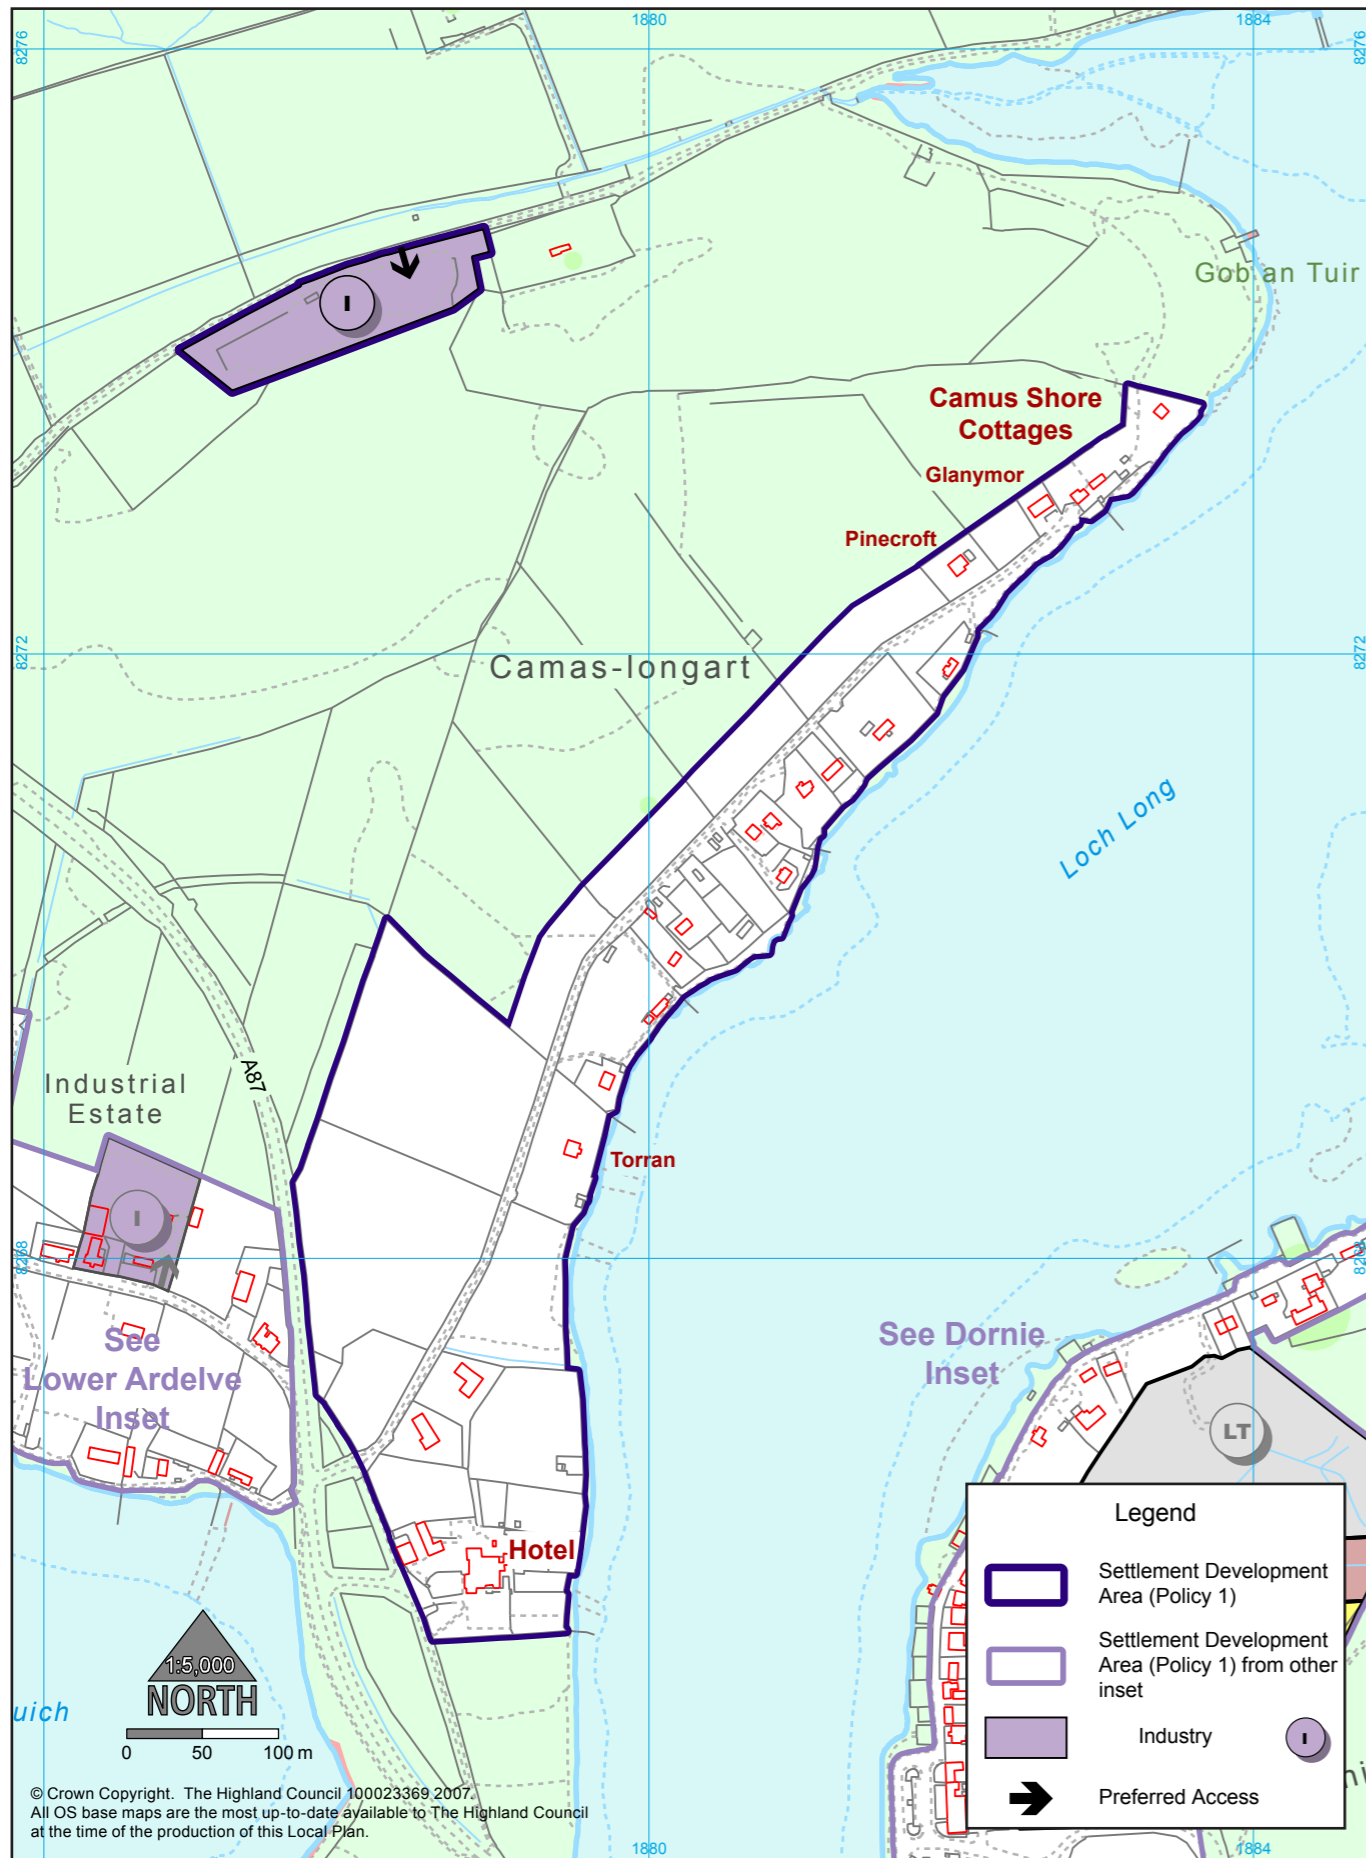 1880
1884
8276
8276
Gob an Tuir
I
Camus Shore
Cottages
Glanymor
Pinecroft
8272
8272
Camas-longart
Loch Long
A87
Industrial
Estate
Torran
I
8268
8268
See
Lower Ardelve
Inset
See Dornie
Inset
LT
Hotel
1:5,000
NORTH
0 50 100 m
uich
© Crown Copyright. The Highland Council 100023369 2007.
All OS base maps are the most up-to-date available to The Highland Council
at the time of the production of this Local Plan.
Legend
Settlement Development
Area (Policy 1)
Settlement Development
Area (Policy 1) from other
inset
Industry
I
Preferred Access
1880
1884